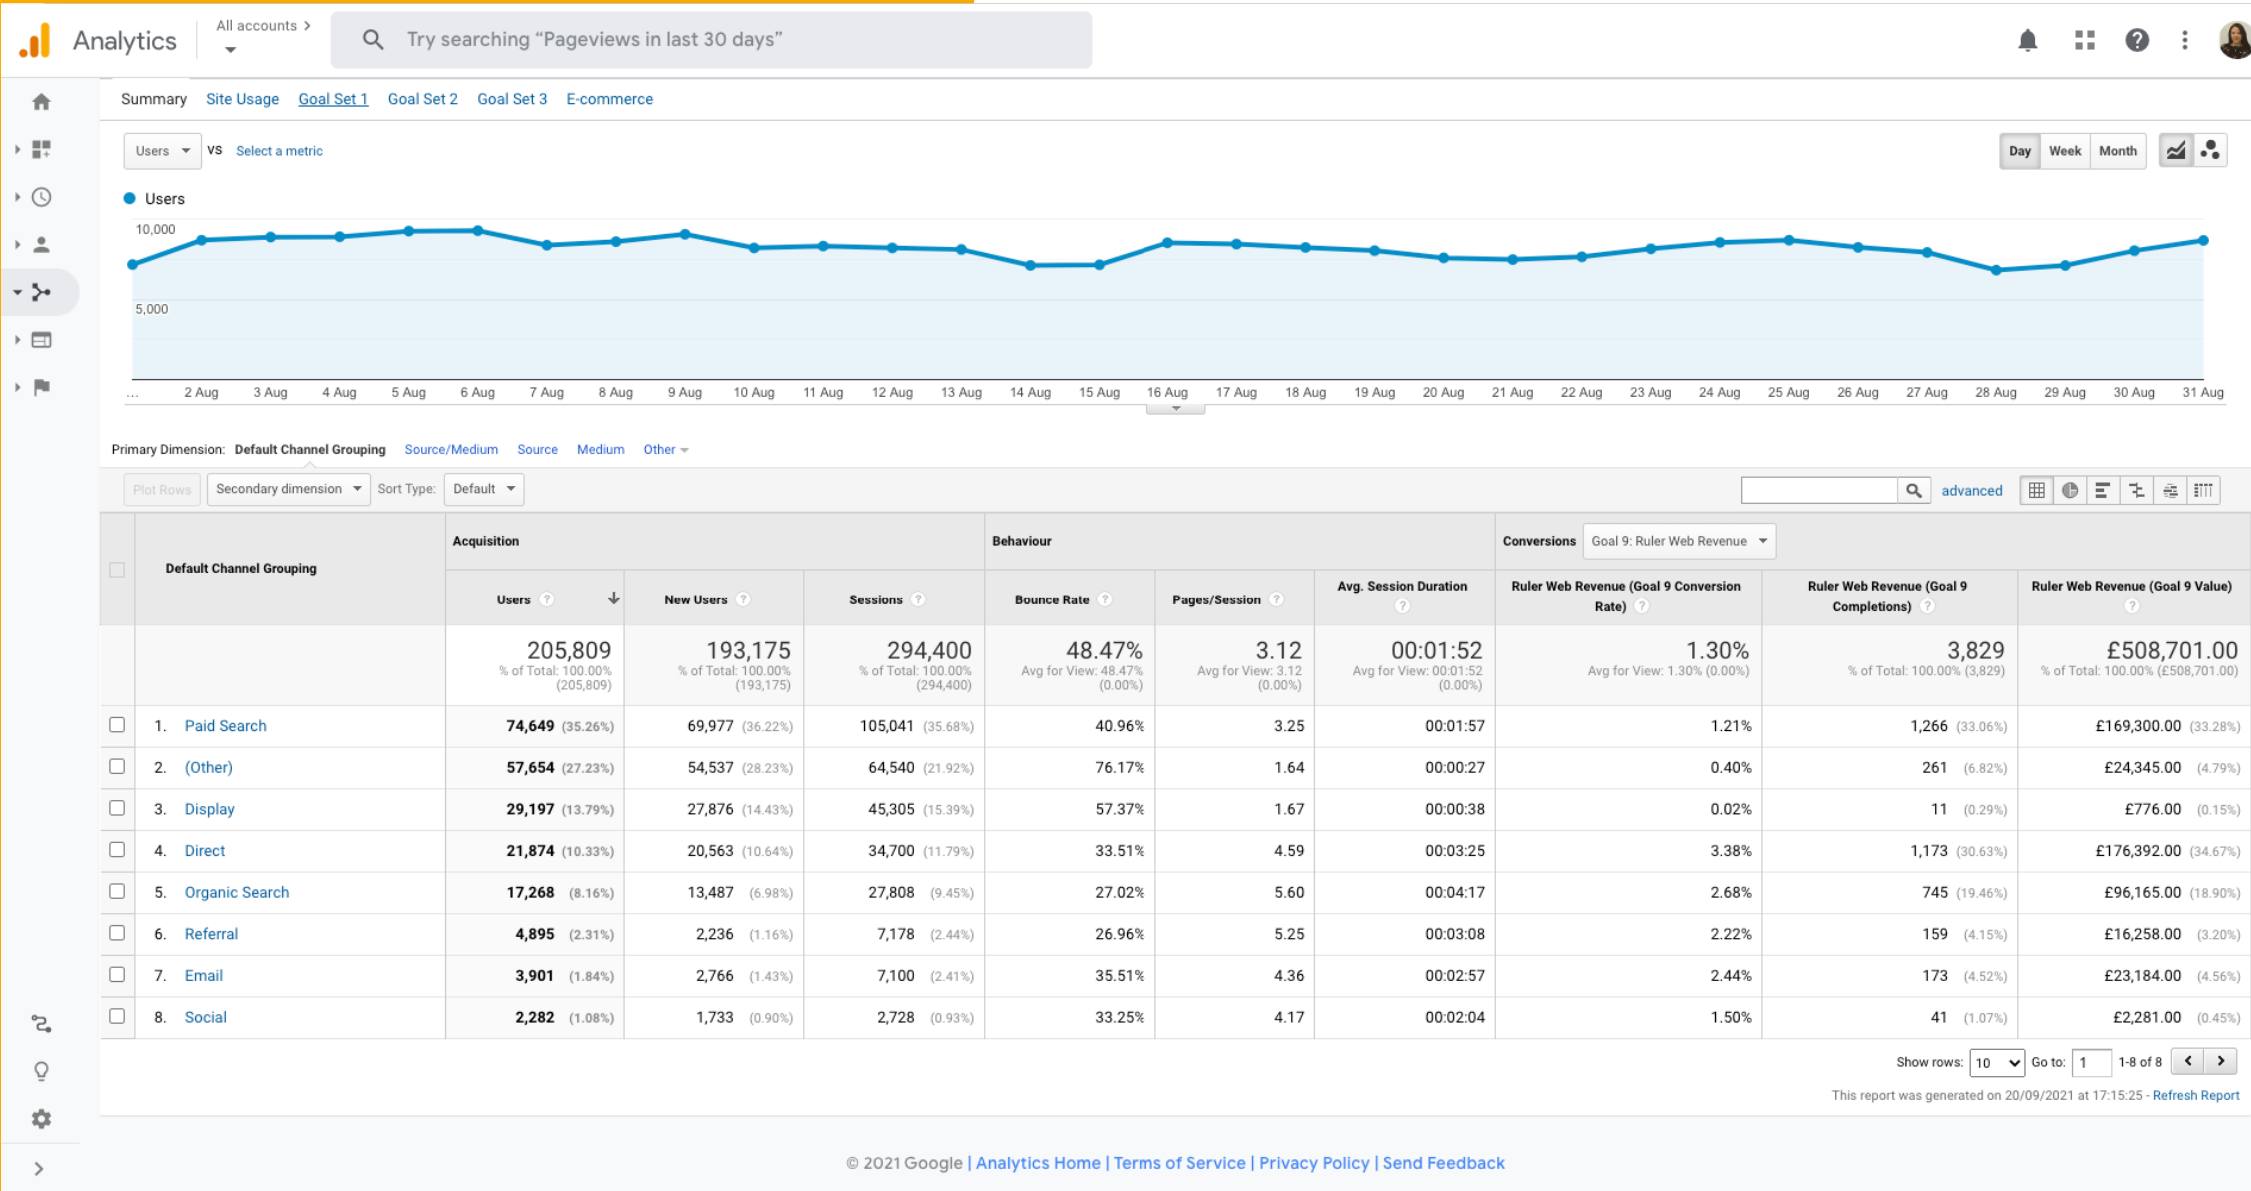 Analytics
All accounts >
Try searching “Pageviews in last 30 days”
Summary Site Usage Goal Set 1 Goal Set 2 Goal Set 3 E-commerce
Users VS Select a metric
Day Week Month
Users
10,000
5,000
... 2 Aug 3 Aug 4 Aug 5 Aug 6 Aug 7 Aug 8 Aug 9 Aug 10 Aug 11 Aug 12 Aug 13 Aug 14 Aug 15 Aug 16 Aug 17 Aug 18 Aug 19 Aug 20 Aug 21 Aug 22 Aug 23 Aug 24 Aug 25 Aug 26 Aug 27 Aug 28 Aug 29 Aug 30 Aug 31 Aug
Primary Dimension: Default Channel Grouping Source/Medium Source Medium Other
Plot Rows Secondary dimension Sort Type: Default advanced
Default Channel Grouping
Acquisition Behaviour Conversions Goal 9: Ruler Web Revenue
Users ? New Users ? Sessions ? Bounce Rate ? Pages/Session ? Avg. Session Duration ? Ruler Web Revenue (Goal 9 Conversion Rate) ? Ruler Web Revenue (Goal 9 Completions) ? Ruler Web Revenue (Goal 9 Value) ?
205,809 193,175 294,400 48.47% 3.12 00:01:52 1.30% 3,829 £508,701.00
% of Total: 100.00% % of Total: 100.00% % of Total: 100.00% Avg for View: 48.47% Avg for View: 3.12 Avg for View: 00:01:52 Avg for View: 1.30% (0.00%) % of Total: 100.00% (3,829) % of Total: 100.00% (£508,701.00)
(205,809) (193,175) (294,400) (0.00%) (0.00%) (0.00%)
1. Paid Search 74,649 (35.26%) 69,977 (36.22%) 105,041 (35.68%) 40.96% 3.25 00:01:57 1.21% 1,266 (33.06%) £169,300.00 (33.28%)
2. (Other) 57,654 (27.23%) 54,537 (28.23%) 64,540 (21.92%) 76.17% 1.64 00:00:27 0.40% 261 (6.82%) £24,345.00 (4.79%)
3. Display 29,197 (13.79%) 27,876 (14.43%) 45,305 (15.39%) 57.37% 1.67 00:00:38 0.02% 11 (0.29%) £776.00 (0.15%)
4. Direct 21,874 (10.33%) 20,563 (10.64%) 34,700 (11.79%) 33.51% 4.59 00:03:25 3.38% 1,173 (30.63%) £176,392.00 (34.67%)
5. Organic Search 17,268 (8.16%) 13,487 (6.98%) 27,808 (9.45%) 27.02% 5.60 00:04:17 2.68% 745 (19.46%) £96,165.00 (18.90%)
6. Referral 4,895 (2.31%) 2,236 (1.16%) 7,178 (2.44%) 26.96% 5.25 00:03:08 2.22% 159 (4.15%) £16,258.00 (3.20%)
7. Email 3,901 (1.84%) 2,766 (1.43%) 7,100 (2.41%) 35.51% 4.36 00:02:57 2.44% 173 (4.52%) £23,184.00 (4.56%)
8. Social 2,282 (1.08%) 1,733 (0.90%) 2,728 (0.93%) 33.25% 4.17 00:02:04 1.50% 41 (1.07%) £2,281.00 (0.45%)
Show rows: 10 Go to: 1 1-8 of 8
This report was generated on 20/09/2021 at 17:15:25 - Refresh Report
© 2021 Google | Analytics Home | Terms of Service | Privacy Policy | Send Feedback